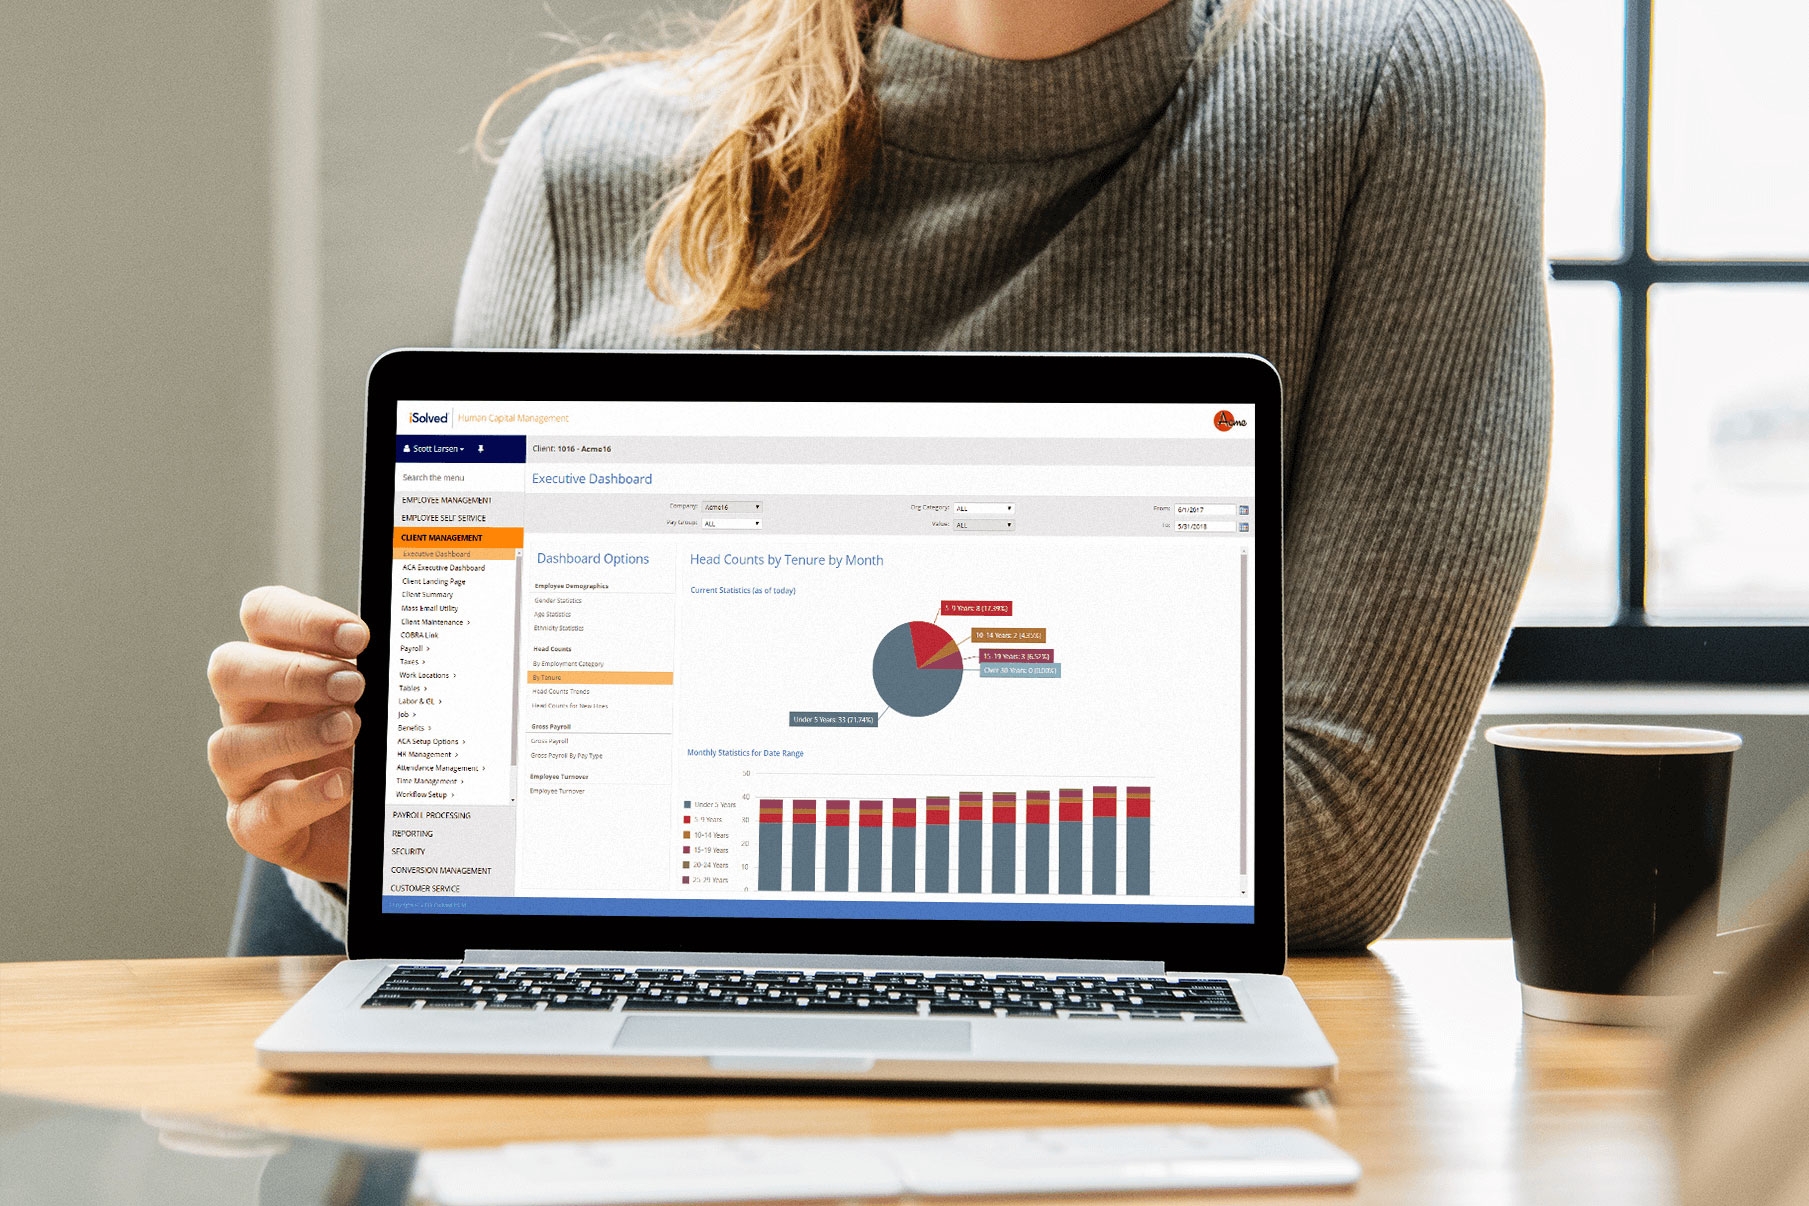 iSolved Human Capital Management
Acme
Scott Larsen
Client: 1016 - Acme16
Search the menu
Executive Dashboard
EMPLOYEE MANAGEMENT
EMPLOYEE SELF SERVICE
CLIENT MANAGEMENT
Executive Dashboard
ACA Executive Dashboard
Client Landing Page
Client Summary
Mass Email Utility
Client Maintenance >
COBRA Link
Payroll >
Taxes >
Work Locations >
Tables >
Labor & GL >
Job >
Benefits >
ACA Setup Options >
HR Management >
Attendance Management >
Time Management >
Workflow Setup >
PAYROLL PROCESSING
REPORTING
SECURITY
CONVERSION MANAGEMENT
CUSTOMER SERVICE
Company: Acme16
Pay Group: ALL
Org Category: ALL
Value: ALL
From: 6/1/2017
To: 5/31/2018
Dashboard Options
Employee Demographics
Gender Statistics
Age Statistics
Ethnicity Statistics
Head Counts
By Employment Category
By Tenure
Head Counts Trends
Head Counts for New Hires
Gross Payroll
Gross Payroll
Gross Payroll By Pay Type
Employee Turnover
Employee Turnover
Head Counts by Tenure by Month
Current Statistics (as of today)
5-9 Years: 8 (17.39%)
10-14 Years: 2 (4.35%)
15-19 Years: 3 (6.52%)
Over 30 Years: 0 (0.00%)
Under 5 Years: 33 (71.74%)
Monthly Statistics for Date Range
50
40
30
20
10
0
Under 5 Years
5-9 Years
10-14 Years
15-19 Years
20-24 Years
25-29 Years